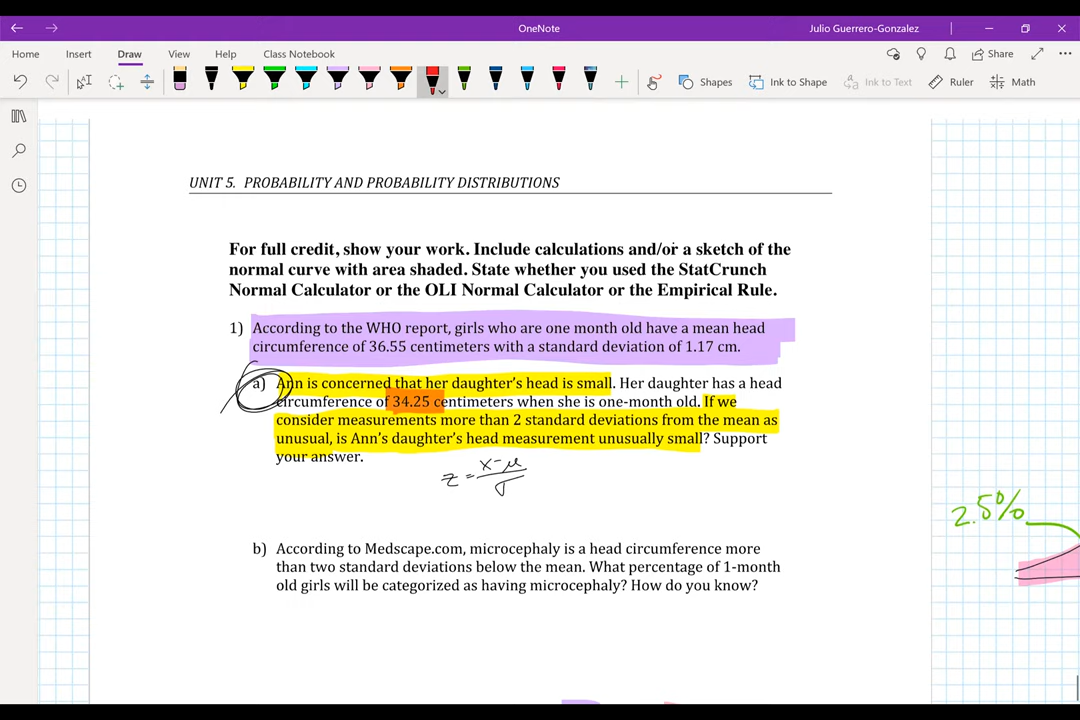 OneNote
Julio Guerrero-Gonzalez
Home Insert Draw View Help Class Notebook
Share
Shapes Ink to Shape Ink to Text Ruler Math
UNIT 5. PROBABILITY AND PROBABILITY DISTRIBUTIONS
For full credit, show your work. Include calculations and/or a sketch of the
normal curve with area shaded. State whether you used the StatCrunch
Normal Calculator or the OLI Normal Calculator or the Empirical Rule.
1) According to the WHO report, girls who are one month old have a mean head
circumference of 36.55 centimeters with a standard deviation of 1.17 cm.
a) Ann is concerned that her daughter's head is small. Her daughter has a head
circumference of 34.25 centimeters when she is one-month old. If we
consider measurements more than 2 standard deviations from the mean as
unusual, is Ann's daughter's head measurement unusually small? Support
your answer.
z = x-μ / σ
2.5%
b) According to Medscape.com, microcephaly is a head circumference more
than two standard deviations below the mean. What percentage of 1-month
old girls will be categorized as having microcephaly? How do you know?